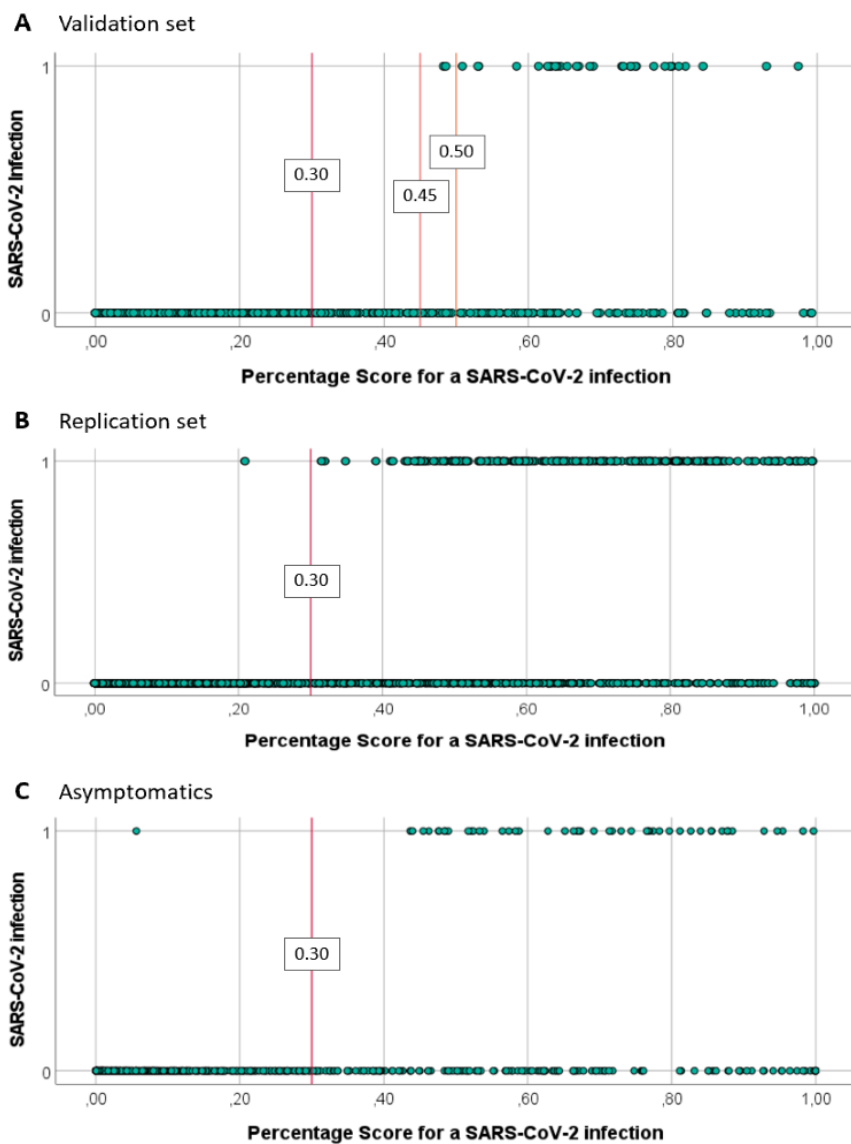 A Validation set
SARS-CoV-2 infection
1
0.50
0.30
0.45
0
,00 ,20 ,40 ,60 ,80 1,00
Percentage Score for a SARS-CoV-2 infection
B Replication set
SARS-CoV-2 infection
1
0.30
0
,00 ,20 ,40 ,60 ,80 1,00
Percentage Score for a SARS-CoV-2 infection
C Asymptomatics
SARS-CoV-2 infection
1
0.30
0
,00 ,20 ,40 ,60 ,80 1,00
Percentage Score for a SARS-CoV-2 infection